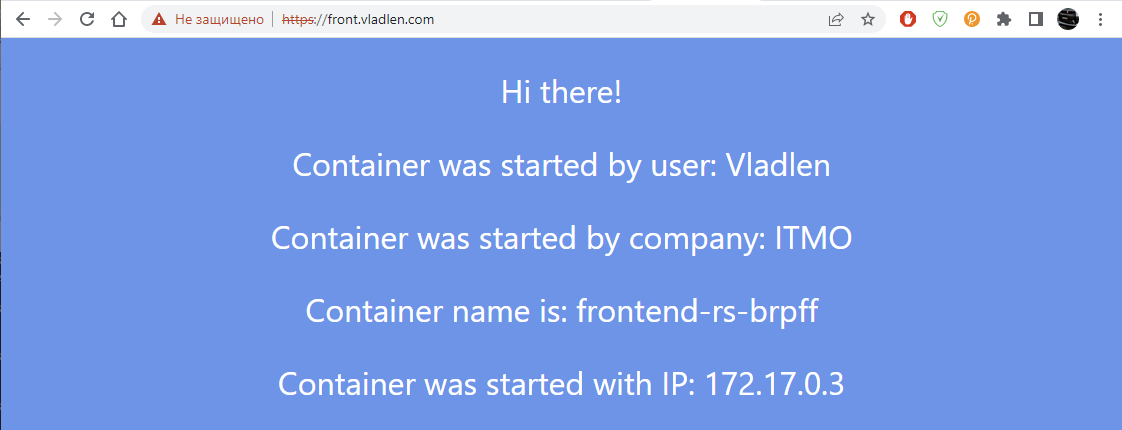 Не защищено https://front.vladlen.com
Hi there!
Container was started by user: Vladlen
Container was started by company: ITMO
Container name is: frontend-rs-brpff
Container was started with IP: 172.17.0.3